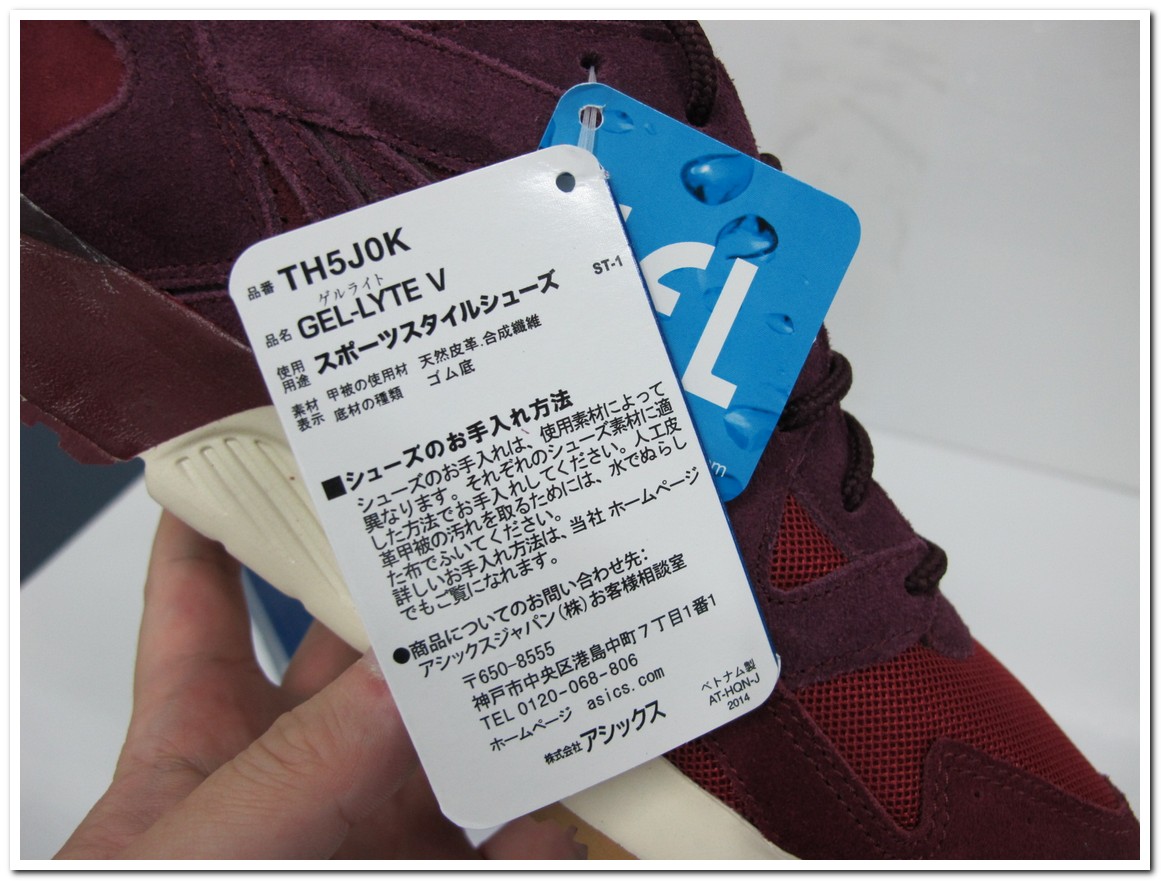 品番 TH5J0K
ゲルライト
品名 GEL-LYTE V
ST-1
使用用途 スポーツスタイルシューズ
素材表示 甲被の使用材 天然皮革.合成繊維
底材の種類 ゴム底
■シューズのお手入れ方法
シューズのお手入れは、使用素材によって
異なります。それぞれのシューズ素材に適
した方法でお手入れしてください。人工皮
革甲被の汚れを取るためには、水でぬらし
た布でふいてください。
詳しいお手入れ方法は、当社 ホームページ
でもご覧になれます。
●商品についてのお問い合わせ先:
アシックスジャパン(株)お客様相談室
〒650-8555
神戸市中央区港島中町7丁目1番1
TEL 0120-068-806
ホームページ asics.com
株式会社 アシックス
ベトナム製
AT-HQN-J
2014